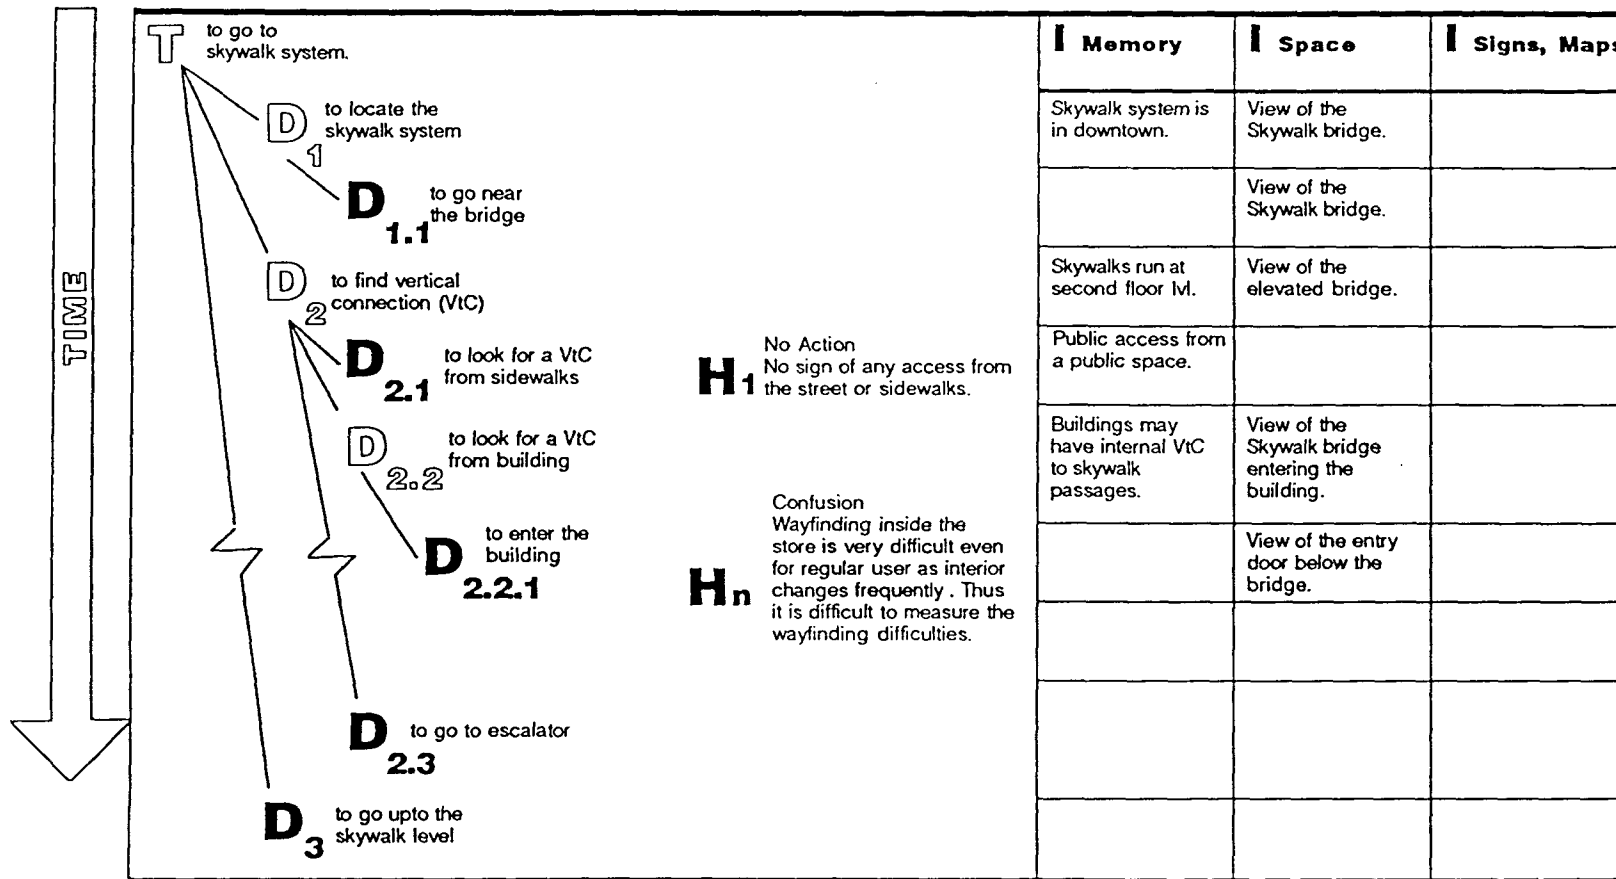 TIME
T to go to
skywalk system.
D 1 to locate the
skywalk system
D 1.1 to go near
the bridge
D 2 to find vertical
connection (VtC)
D 2.1 to look for a VtC
from sidewalks
D 2.2 to look for a VtC
from building
D 2.2.1 to enter the
building
D 2.3 to go to escalator
D 3 to go upto the
skywalk level
H1 No Action
No sign of any access from
the street or sidewalks.
Hn Confusion
Wayfinding inside the
store is very difficult even
for regular user as interior
changes frequently . Thus
it is difficult to measure the
wayfinding difficulties.
I Memory
I Space
I Signs, Maps
Skywalk system is
in downtown.
View of the
Skywalk bridge.
View of the
Skywalk bridge.
Skywalks run at
second floor lvl.
View of the
elevated bridge.
Public access from
a public space.
Buildings may
have internal VtC
to skywalk
passages.
View of the
Skywalk bridge
entering the
building.
View of the entry
door below the
bridge.